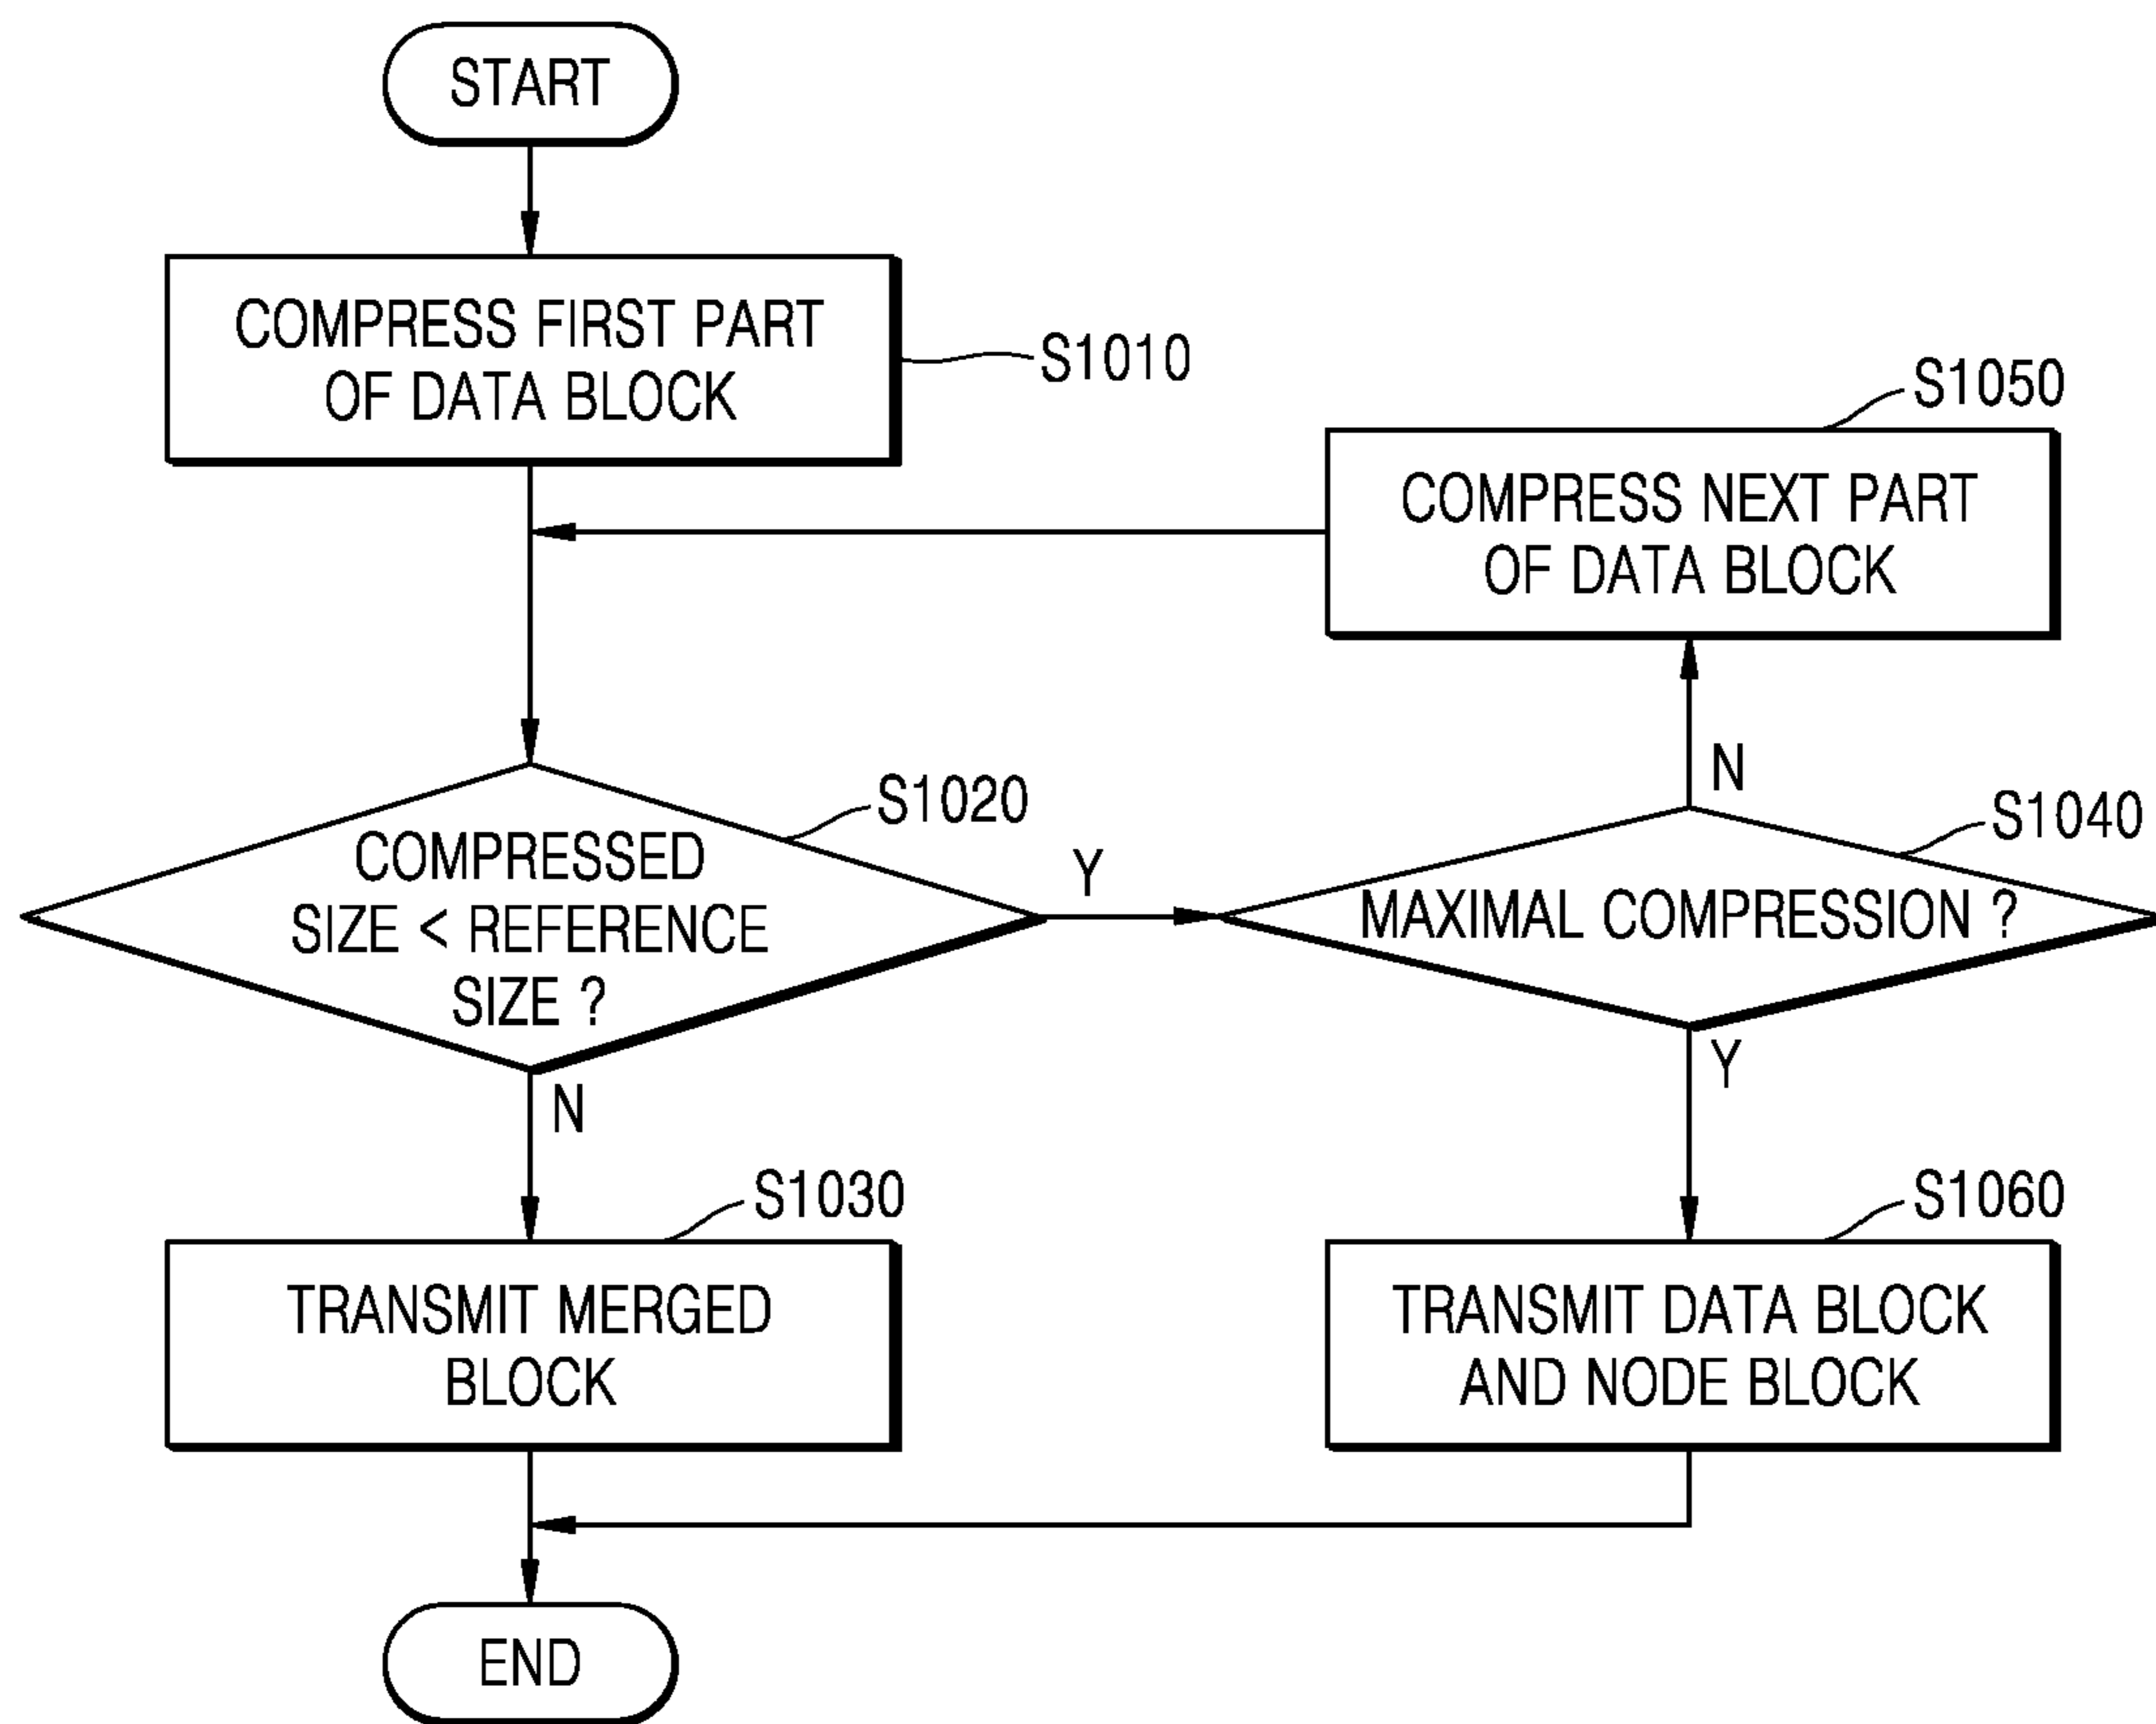 START
COMPRESS FIRST PART
OF DATA BLOCK
S1010
S1050
COMPRESS NEXT PART
OF DATA BLOCK
N
S1020
S1040
COMPRESSED
SIZE < REFERENCE
SIZE ?
Y
MAXIMAL COMPRESSION ?
N
Y
S1030
S1060
TRANSMIT MERGED
BLOCK
TRANSMIT DATA BLOCK
AND NODE BLOCK
END